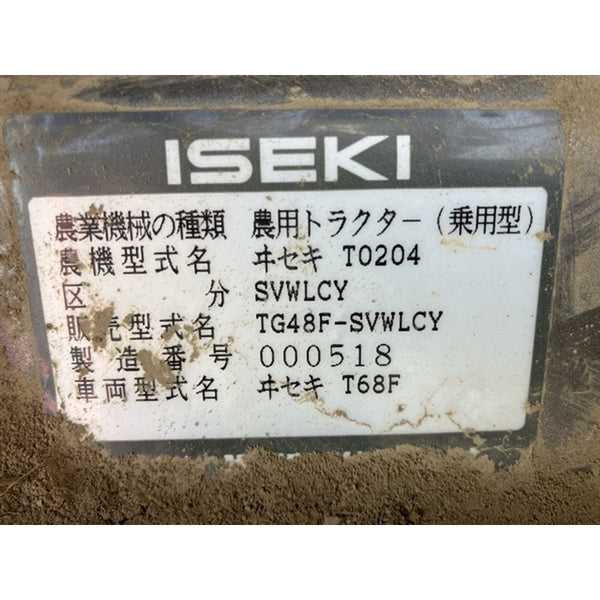 ISEKI
農業機械の種類 農用トラクター(乗用型)
農機型式名 ヰセキ T0204
区分 SVWLCY
販売型式名 TG48F-SVWLCY
製造番号 000518
車両型式名 ヰセキ T68F